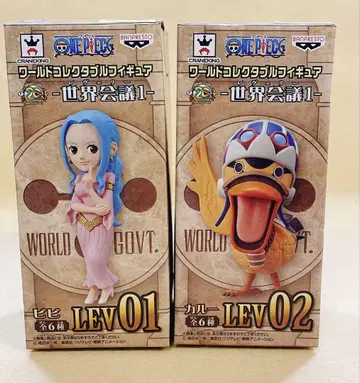 CRANEKING
ONE PIECE
BANPRESTO
ワールドコレクタブルフィギュア
-世界会議1-
WORLD GOVT.
ビビ
全6種
LEV01
CRANEKING
ONE PIECE
BANPRESTO
ワールドコレクタブルフィギュア
-世界会議1-
WORLD GOVT.
カルー
全6種
LEV02